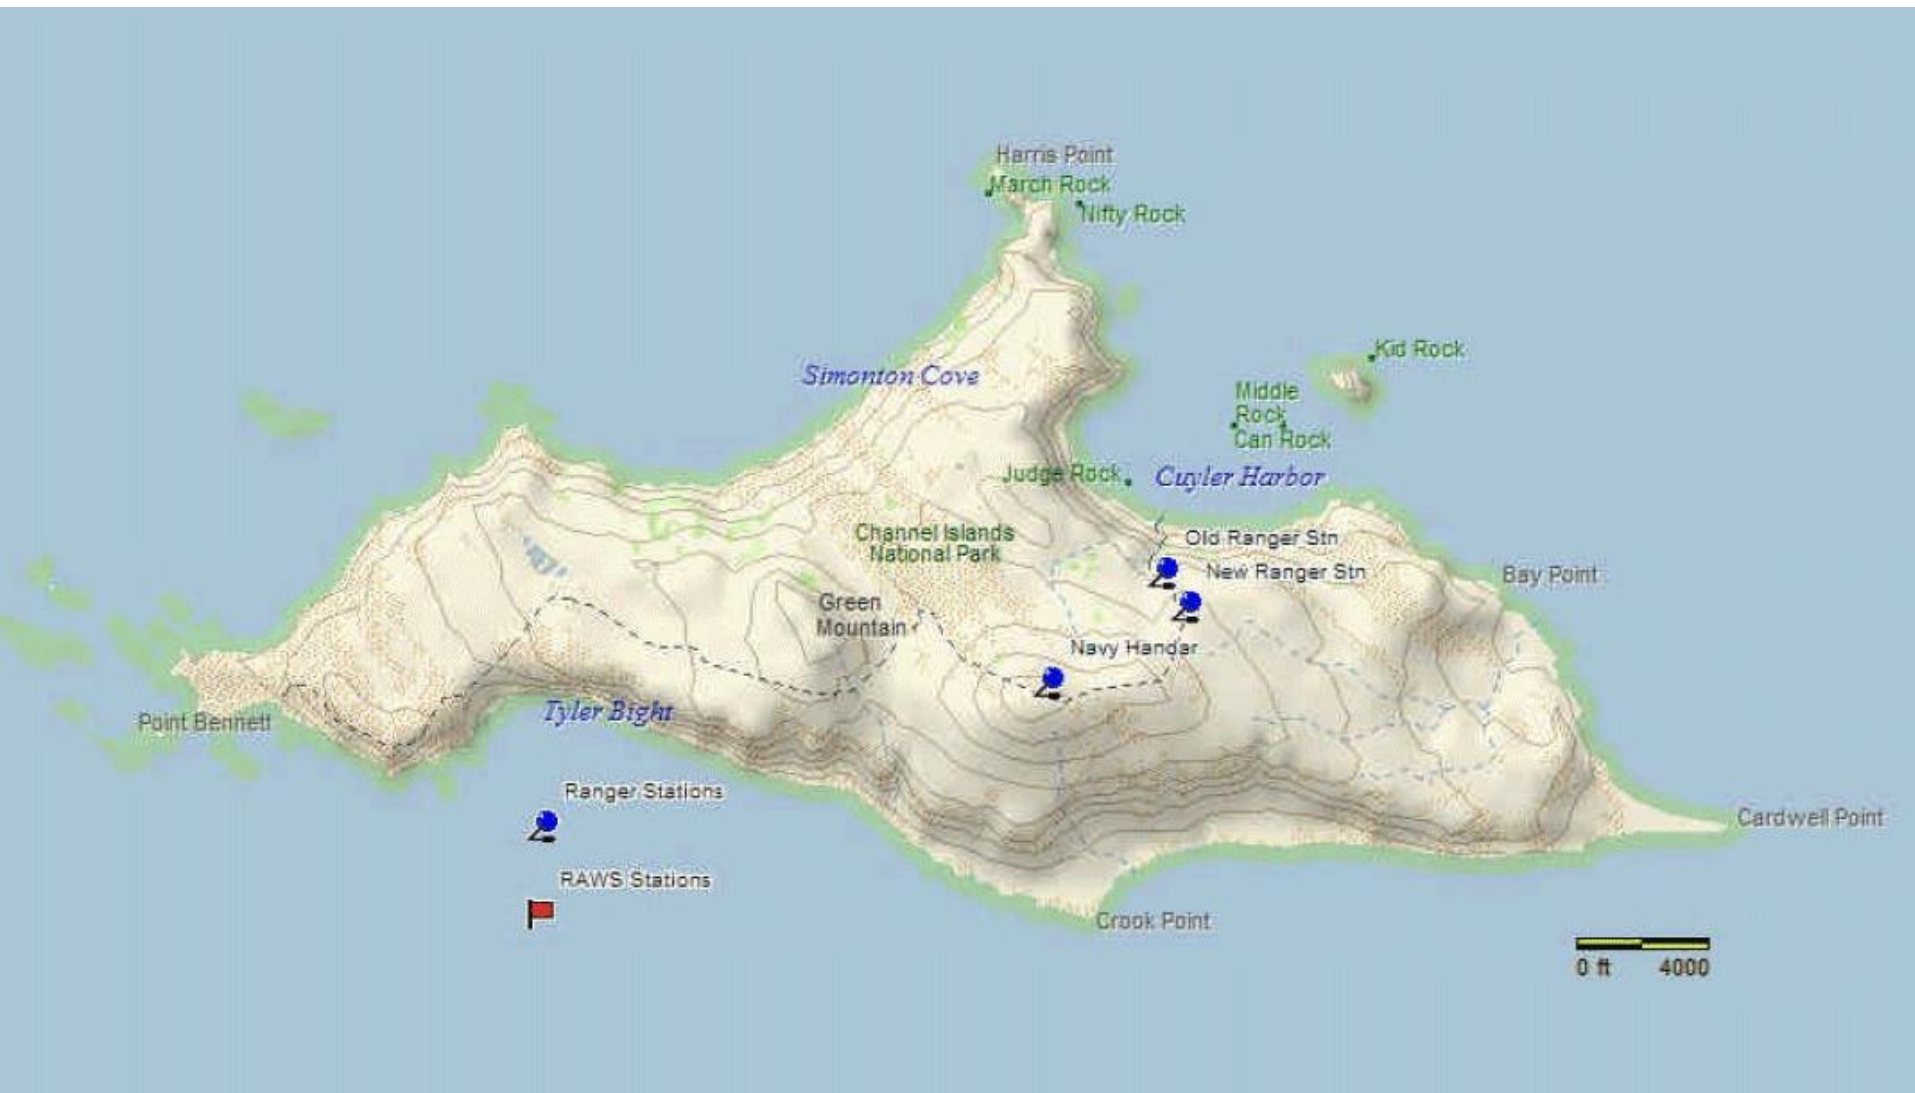 Harris Point
March Rock
Nifty Rock
Kid Rock
Simonton Cove
Middle
Rock
Can Rock
Judge Rock
Cuyler Harbor
Channel Islands
National Park
Old Ranger Stn
New Ranger Stn
Bay Point
Green
Mountain
Navy Handar
Point Bennett
Tyler Bight
Ranger Stations
Cardwell Point
RAWS Stations
Crook Point
0 ft 4000